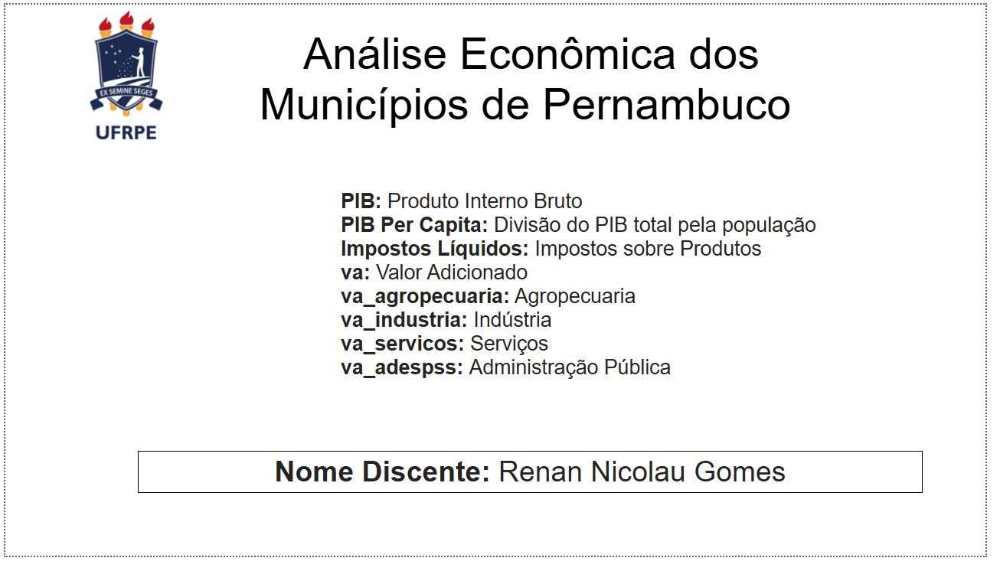 EX SEMINE SEGES
UFRPE
Análise Econômica dos
Municípios de Pernambuco
PIB: Produto Interno Bruto
PIB Per Capita: Divisão do PIB total pela população
Impostos Líquidos: Impostos sobre Produtos
va: Valor Adicionado
va_agropecuaria: Agropecuaria
va_industria: Indústria
va_servicos: Serviços
va_adespss: Administração Pública
Nome Discente: Renan Nicolau Gomes